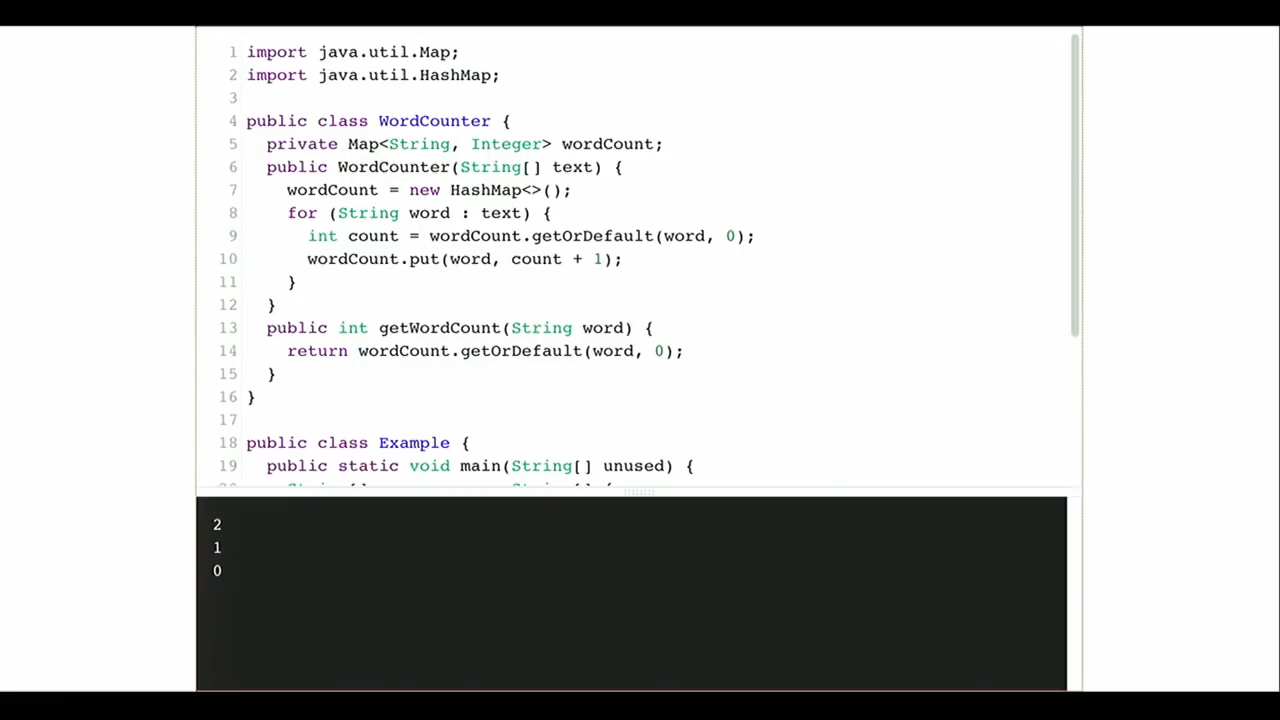 1 import java.util.Map;
2 import java.util.HashMap;
3
4 public class WordCounter {
5   private Map<String, Integer> wordCount;
6   public WordCounter(String[] text) {
7     wordCount = new HashMap<>();
8     for (String word : text) {
9       int count = wordCount.getOrDefault(word, 0);
10       wordCount.put(word, count + 1);
11     }
12   }
13   public int getWordCount(String word) {
14     return wordCount.getOrDefault(word, 0);
15   }
16 }
17
18 public class Example {
19   public static void main(String[] unused) {
2
1
0